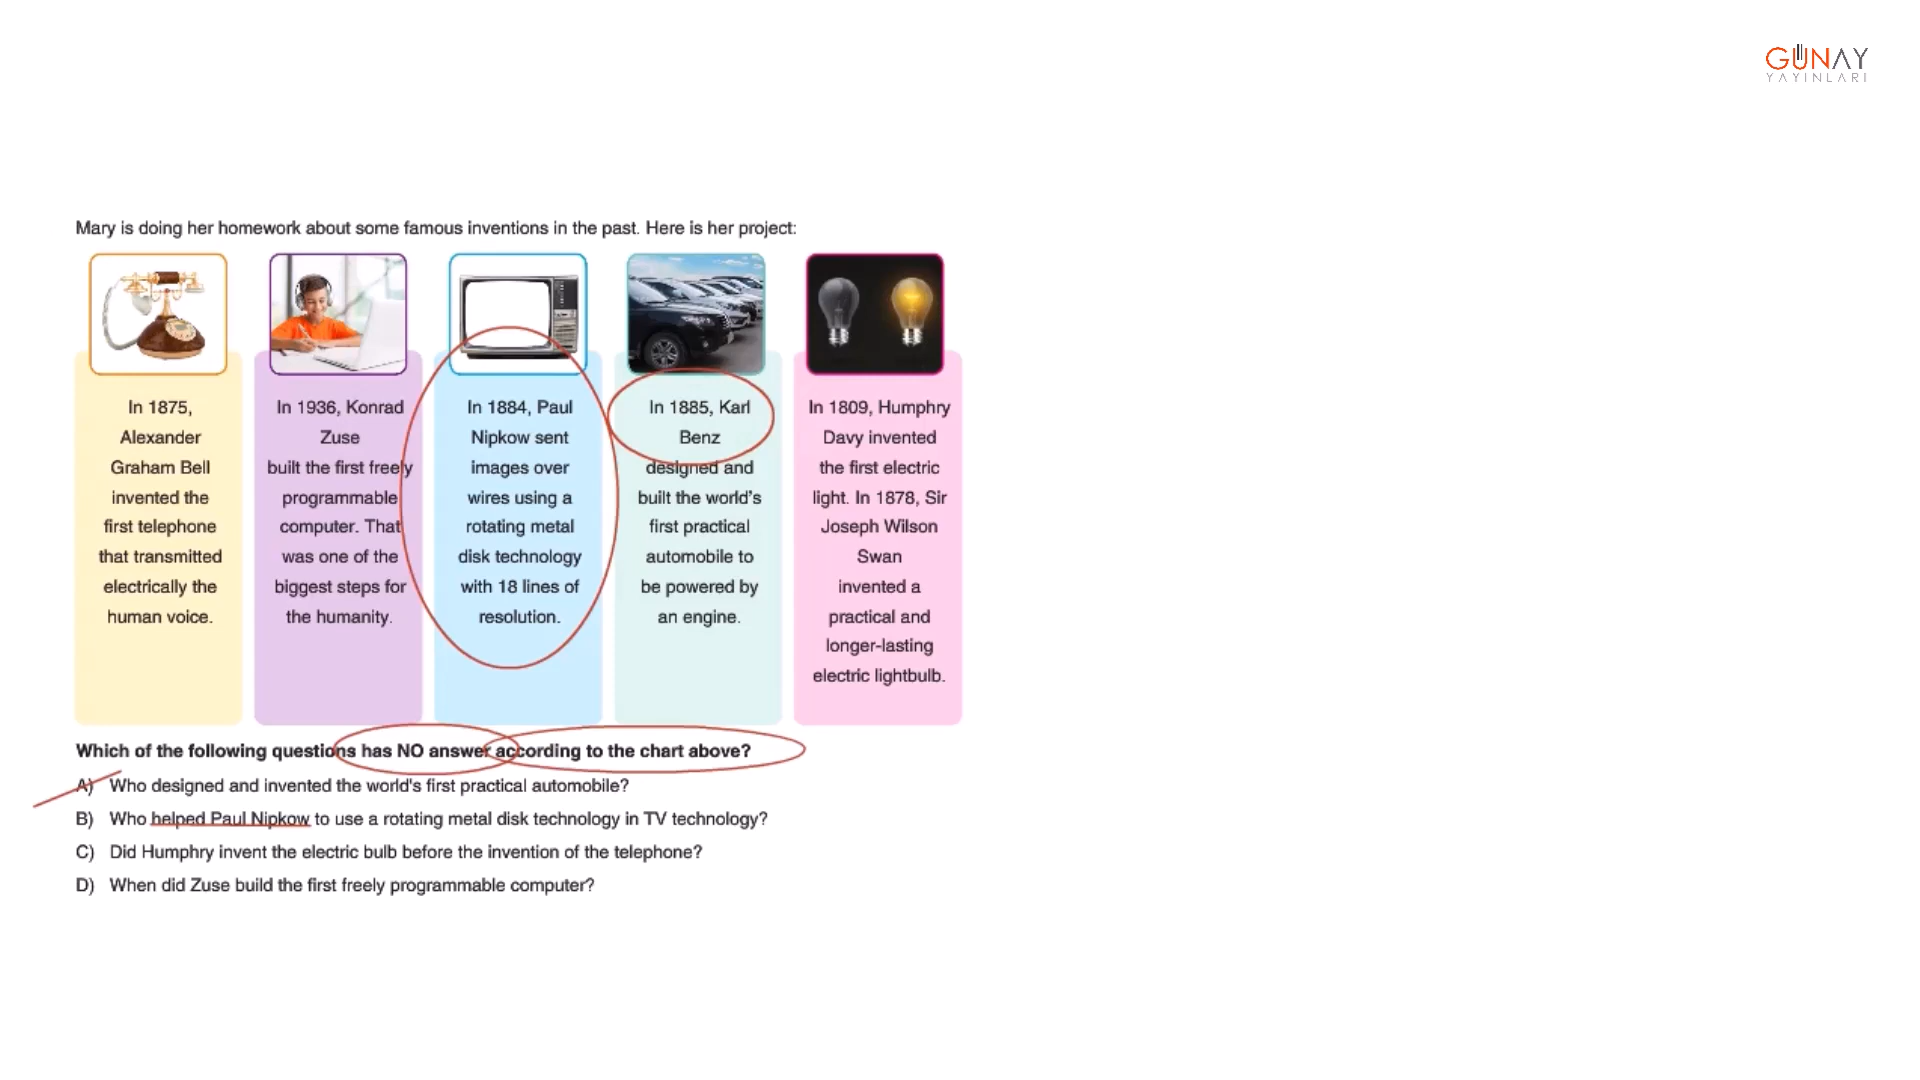 GÜNAY
YAYINLARI
Mary is doing her homework about some famous inventions in the past. Here is her project:
In 1875,
Alexander
Graham Bell
invented the
first telephone
that transmitted
electrically the
human voice.
In 1936, Konrad
Zuse
built the first freely
programmable
computer. That
was one of the
biggest steps for
the humanity.
In 1884, Paul
Nipkow sent
images over
wires using a
rotating metal
disk technology
with 18 lines of
resolution.
In 1885, Karl
Benz
designed and
built the world's
first practical
automobile to
be powered by
an engine.
In 1809, Humphry
Davy invented
the first electric
light. In 1878, Sir
Joseph Wilson
Swan
invented a
practical and
longer-lasting
electric lightbulb.
Which of the following questions has NO answer according to the chart above?
A) Who designed and invented the world's first practical automobile?
B) Who helped Paul Nipkow to use a rotating metal disk technology in TV technology?
C) Did Humphry invent the electric bulb before the invention of the telephone?
D) When did Zuse build the first freely programmable computer?